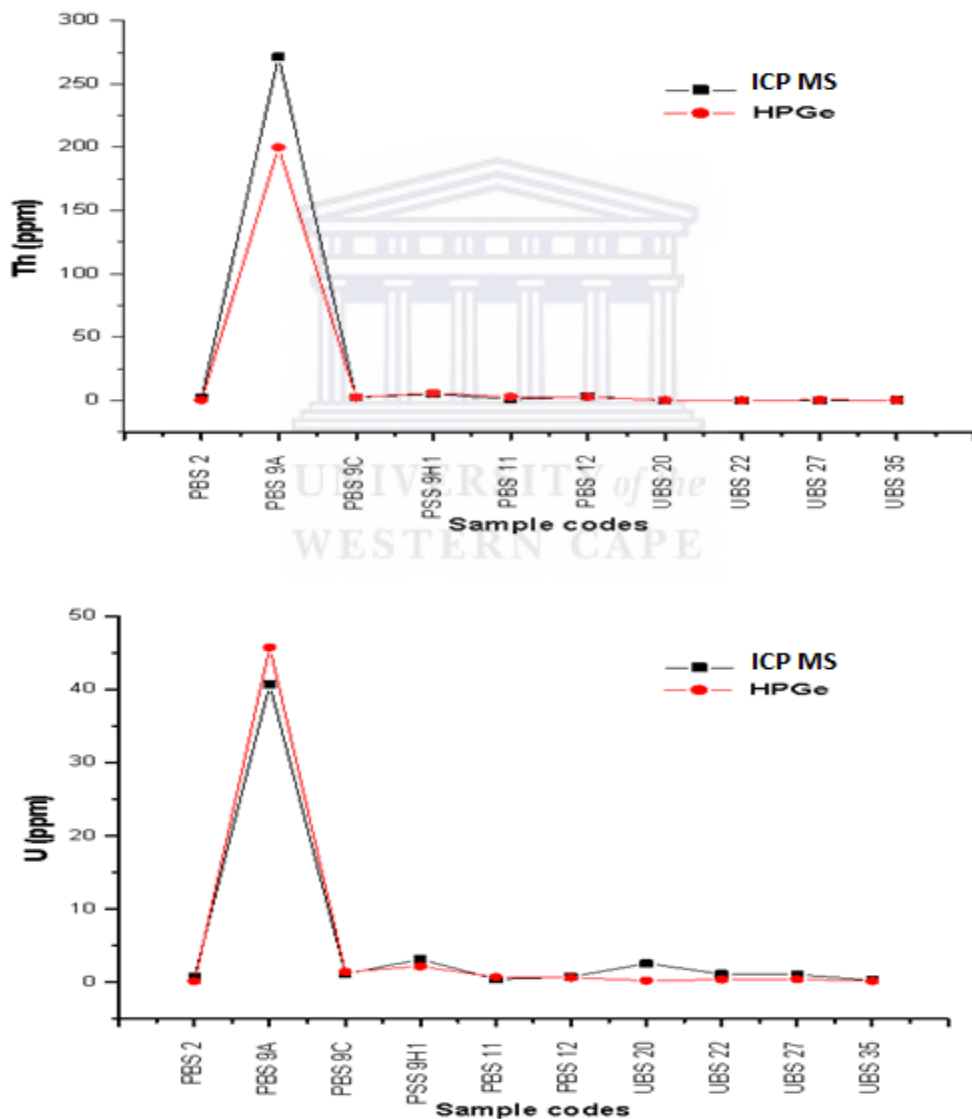 300
250
200
150
100
50
0
Th (ppm)
ICP MS
HPGe
PBS 2
PBS 9A
PBS 9C
PSS 9H1
PBS 11
PBS 12
UBS 20
UBS 22
UBS 27
UBS 35
Sample codes
UNIVERSITY of the
WESTERN CAPE
50
40
30
20
10
0
U (ppm)
ICP MS
HPGe
PBS 2
PBS 9A
PBS 9C
PSS 9H1
PBS 11
PBS 12
UBS 20
UBS 22
UBS 27
UBS 35
Sample codes